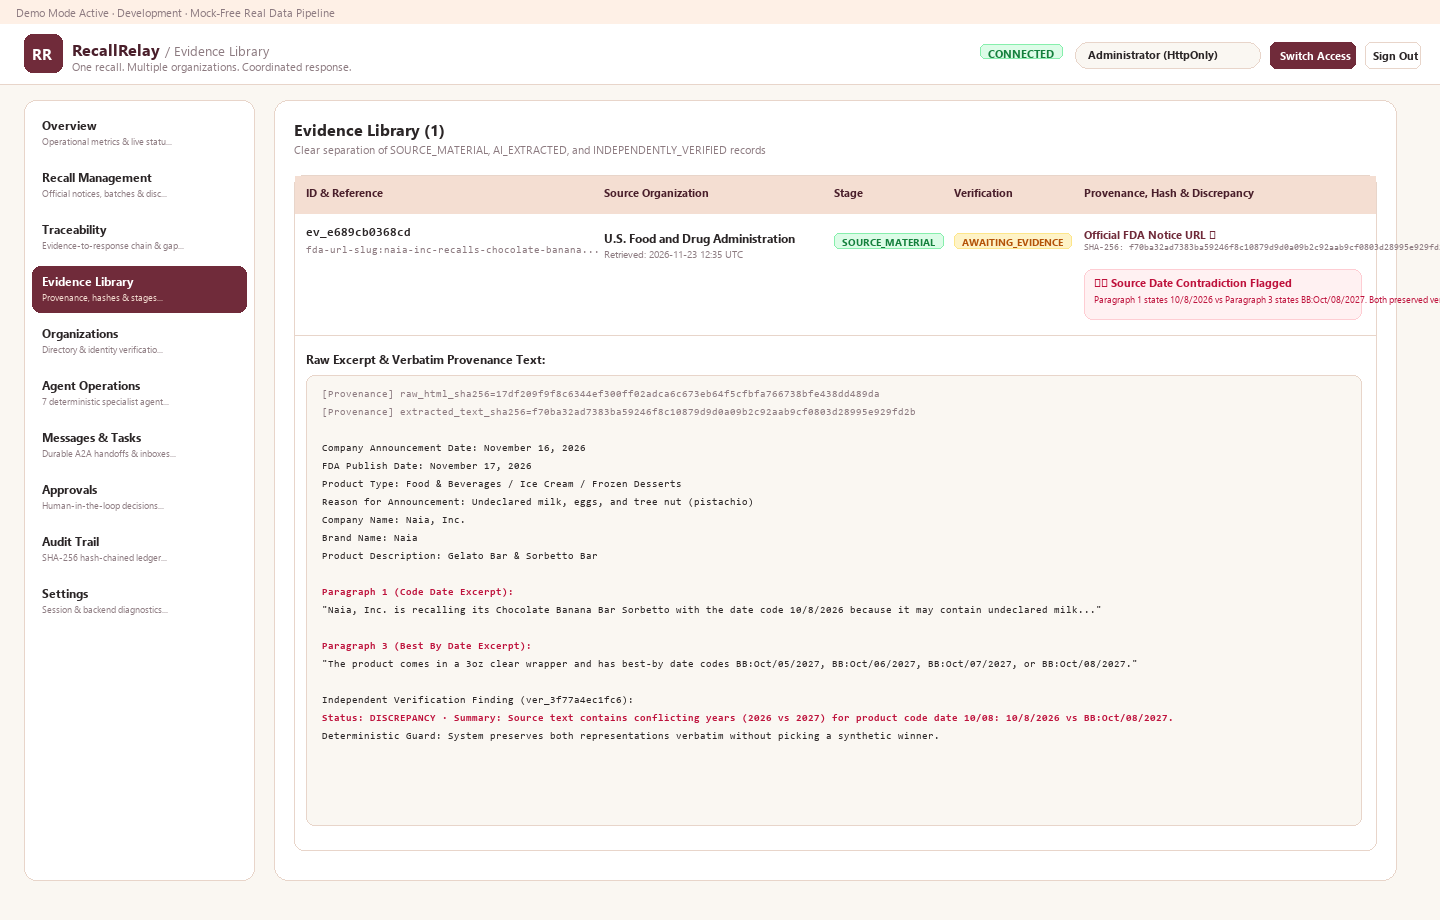 Demo Mode Active · Development · Mock-Free Real Data Pipeline
RR
RecallRelay / Evidence Library
One recall. Multiple organizations. Coordinated response.
CONNECTED
Administrator (HttpOnly)
Switch Access
Sign Out
Overview
Operational metrics & live statu...
Recall Management
Official notices, batches & disc...
Traceability
Evidence-to-response chain & gap...
Evidence Library
Provenance, hashes & stages...
Organizations
Directory & identity verificatio...
Agent Operations
7 deterministic specialist agent...
Messages & Tasks
Durable A2A handoffs & inboxes...
Approvals
Human-in-the-loop decisions...
Audit Trail
SHA-256 hash-chained ledger...
Settings
Session & backend diagnostics...
Evidence Library (1)
Clear separation of SOURCE_MATERIAL, AI_EXTRACTED, and INDEPENDENTLY_VERIFIED records
ID & Reference
Source Organization
Stage
Verification
Provenance, Hash & Discrepancy
ev_e689cb0368cd
fda-url-slug:naia-inc-recalls-chocolate-banana...
U.S. Food and Drug Administration
Retrieved: 2026-11-23 12:35 UTC
SOURCE_MATERIAL
AWAITING_EVIDENCE
Official FDA Notice URL
SHA-256: f70ba32ad7383ba59246f8c10879d9d0a09b2c92aab9cf0803d28995e929fd
Source Date Contradiction Flagged
Paragraph 1 states 10/8/2026 vs Paragraph 3 states BB:Oct/08/2027. Both preserved ve
Raw Excerpt & Verbatim Provenance Text:
[Provenance] raw_html_sha256=17df209f9f8c6344ef300ff02adca6c673eb64f5cfbfa766738bfe438dd489da
[Provenance] extracted_text_sha256=f70ba32ad7383ba59246f8c10879d9d0a09b2c92aab9cf0803d28995e929fd2b
Company Announcement Date: November 16, 2026
FDA Publish Date: November 17, 2026
Product Type: Food & Beverages / Ice Cream / Frozen Desserts
Reason for Announcement: Undeclared milk, eggs, and tree nut (pistachio)
Company Name: Naia, Inc.
Brand Name: Naia
Product Description: Gelato Bar & Sorbetto Bar
Paragraph 1 (Code Date Excerpt):
"Naia, Inc. is recalling its Chocolate Banana Bar Sorbetto with the date code 10/8/2026 because it may contain undeclared milk..."
Paragraph 3 (Best By Date Excerpt):
"The product comes in a 3oz clear wrapper and has best-by date codes BB:Oct/05/2027, BB:Oct/06/2027, BB:Oct/07/2027, or BB:Oct/08/2027."
Independent Verification Finding (ver_3f77a4ec1fc6):
Status: DISCREPANCY · Summary: Source text contains conflicting years (2026 vs 2027) for product code date 10/08: 10/8/2026 vs BB:Oct/08/2027.
Deterministic Guard: System preserves both representations verbatim without picking a synthetic winner.